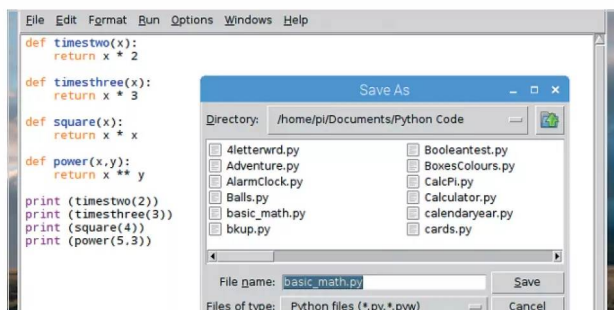 File Edit Format Run Options Windows Help
def timestwo(x):
    return x * 2
def timesthree(x):
    return x * 3
def square(x):
    return x * x
def power(x,y):
    return x ** y
print (timestwo(2))
print (timesthree(3))
print (square(4))
print (power(5,3))
Save As
Directory: /home/pi/Documents/Python Code
4letterwrd.py Booleantest.py
Adventure.py BoxesColours.py
AlarmClock.py CalcPi.py
Balls.py Calculator.py
basic_math.py calendaryear.py
bkup.py cards.py
File name: basic_math.py Save
Files of type: Python files (*.py,*.pyw) Cancel